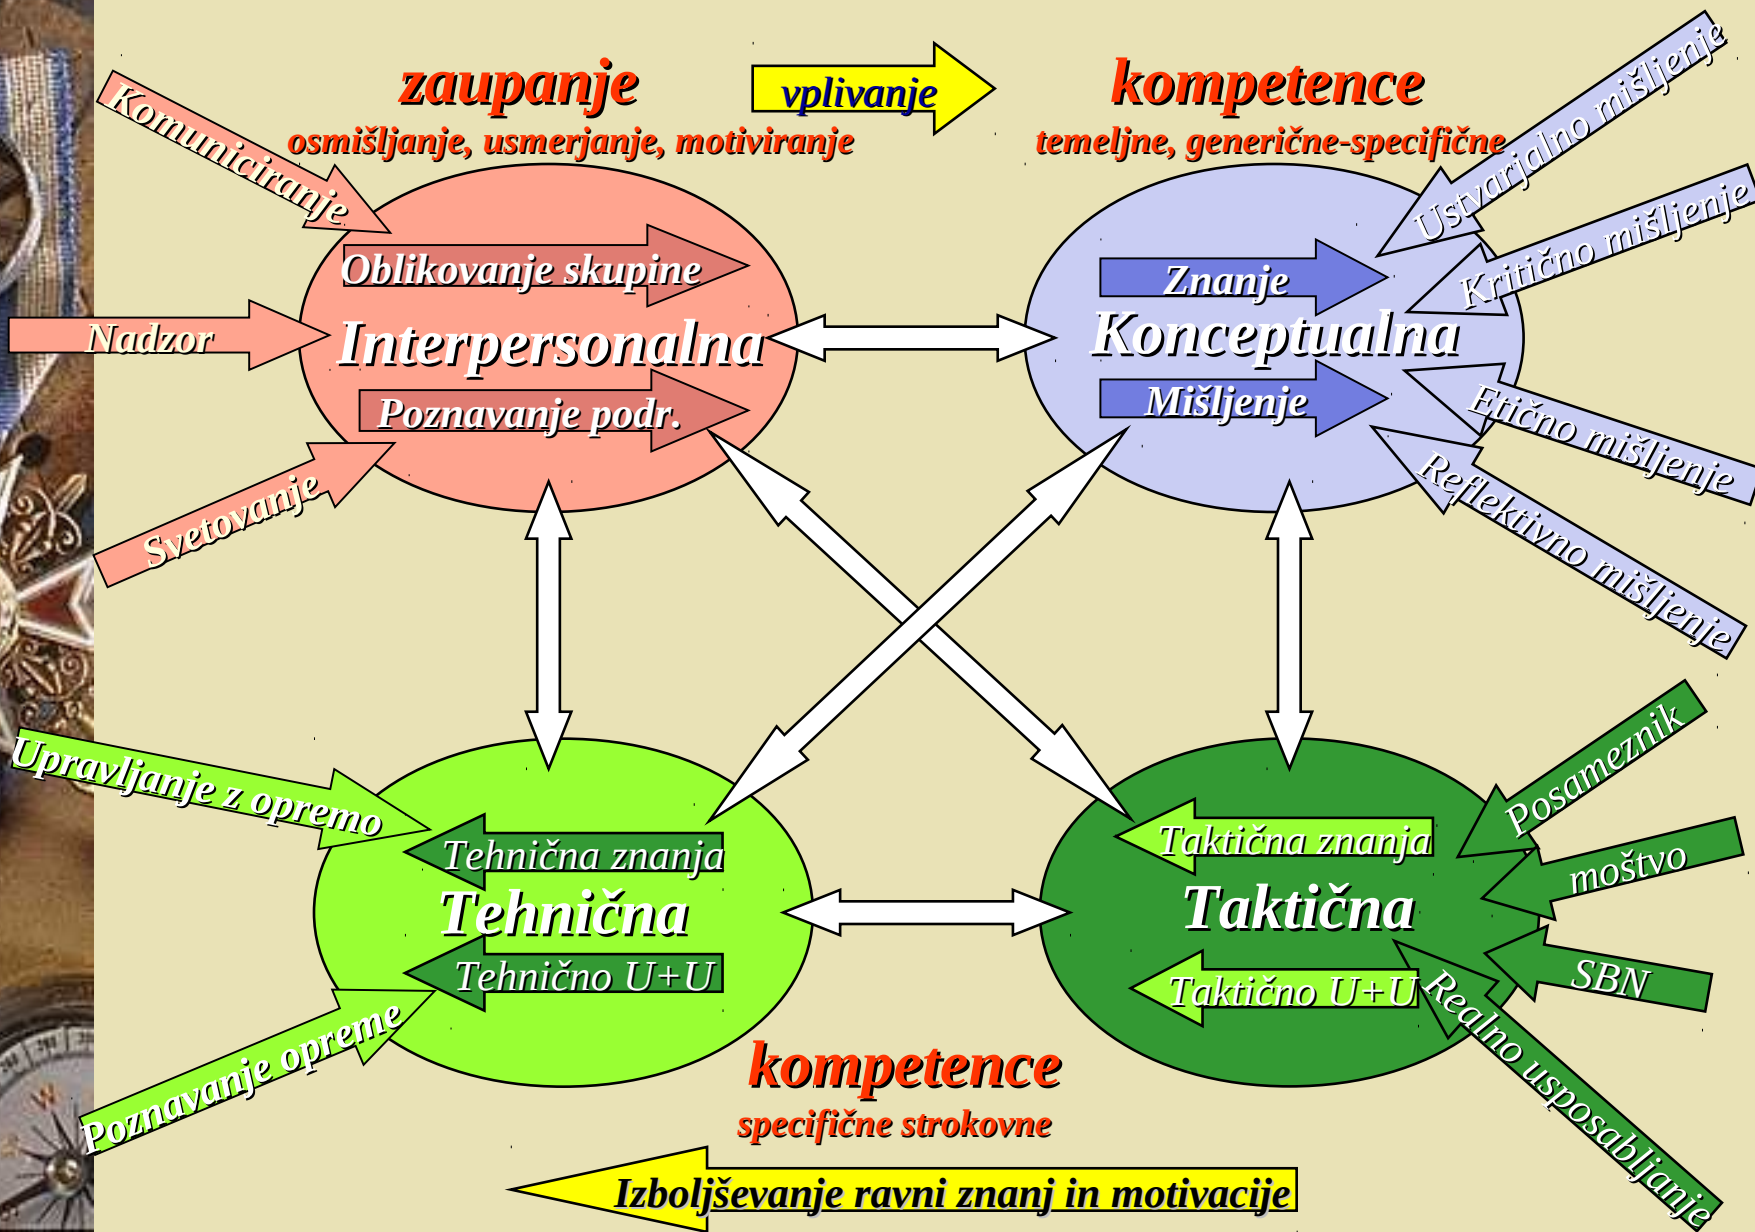 zaupanje
vplivanje
kompetence
osmišljanje, usmerjanje, motiviranje
temeljne, generične-specifične
Komuniciranje
Nadzor
Svetovanje
Oblikovanje skupine
Interpersonalna
Poznavanje podr.
Znanje
Konceptualna
Mišljenje
Ustvarjalno mišljenje
Kritično mišljenje
Etično mišljenje
Reflektivno mišljenje
Upravljanje z opremo
Poznavanje opreme
Tehnična znanja
Tehnična
Tehnično U+U
Taktična znanja
Taktična
Taktično U+U
Posameznik
moštvo
SBN
Realno usposabljanje
kompetence
specifične strokovne
Izboljševanje ravni znanj in motivacije